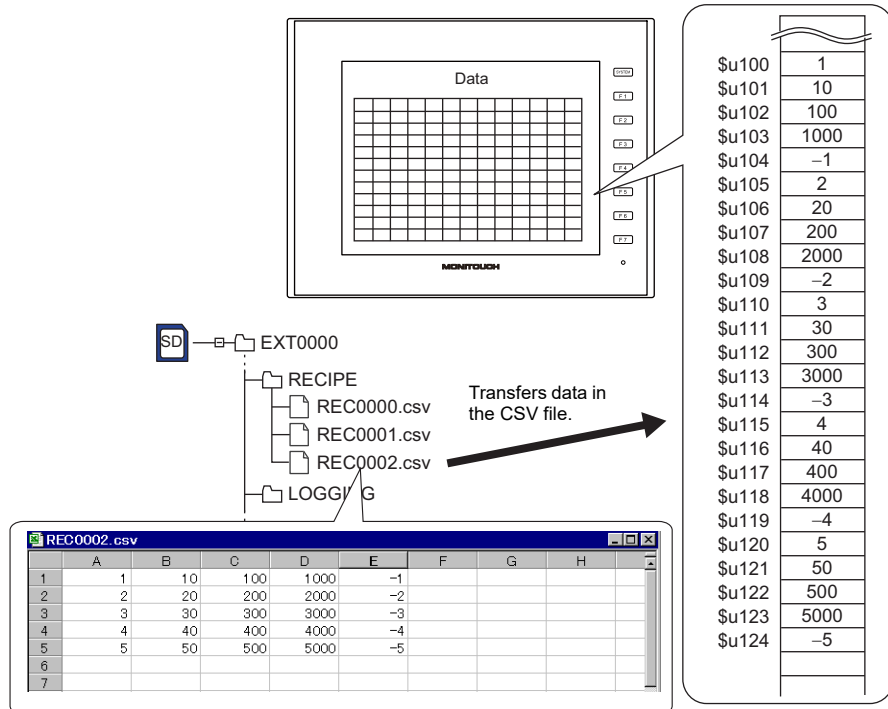 Data
SYSTEM
F1
F2
F3
F4
F5
F6
F7
MONITOUCH
SD
EXT0000
RECIPE
REC0000.csv
REC0001.csv
REC0002.csv
Transfers data in
the CSV file.
REC0002.csv
A B C D E F G H
1 1 10 100 1000 -1
2 2 20 200 2000 -2
3 3 30 300 3000 -3
4 4 40 400 4000 -4
5 5 50 500 5000 -5
6
7
$u100 1
$u101 10
$u102 100
$u103 1000
$u104 –1
$u105 2
$u106 20
$u107 200
$u108 2000
$u109 –2
$u110 3
$u111 30
$u112 300
$u113 3000
$u114 –3
$u115 4
$u116 40
$u117 400
$u118 4000
$u119 –4
$u120 5
$u121 50
$u122 500
$u123 5000
$u124 –5